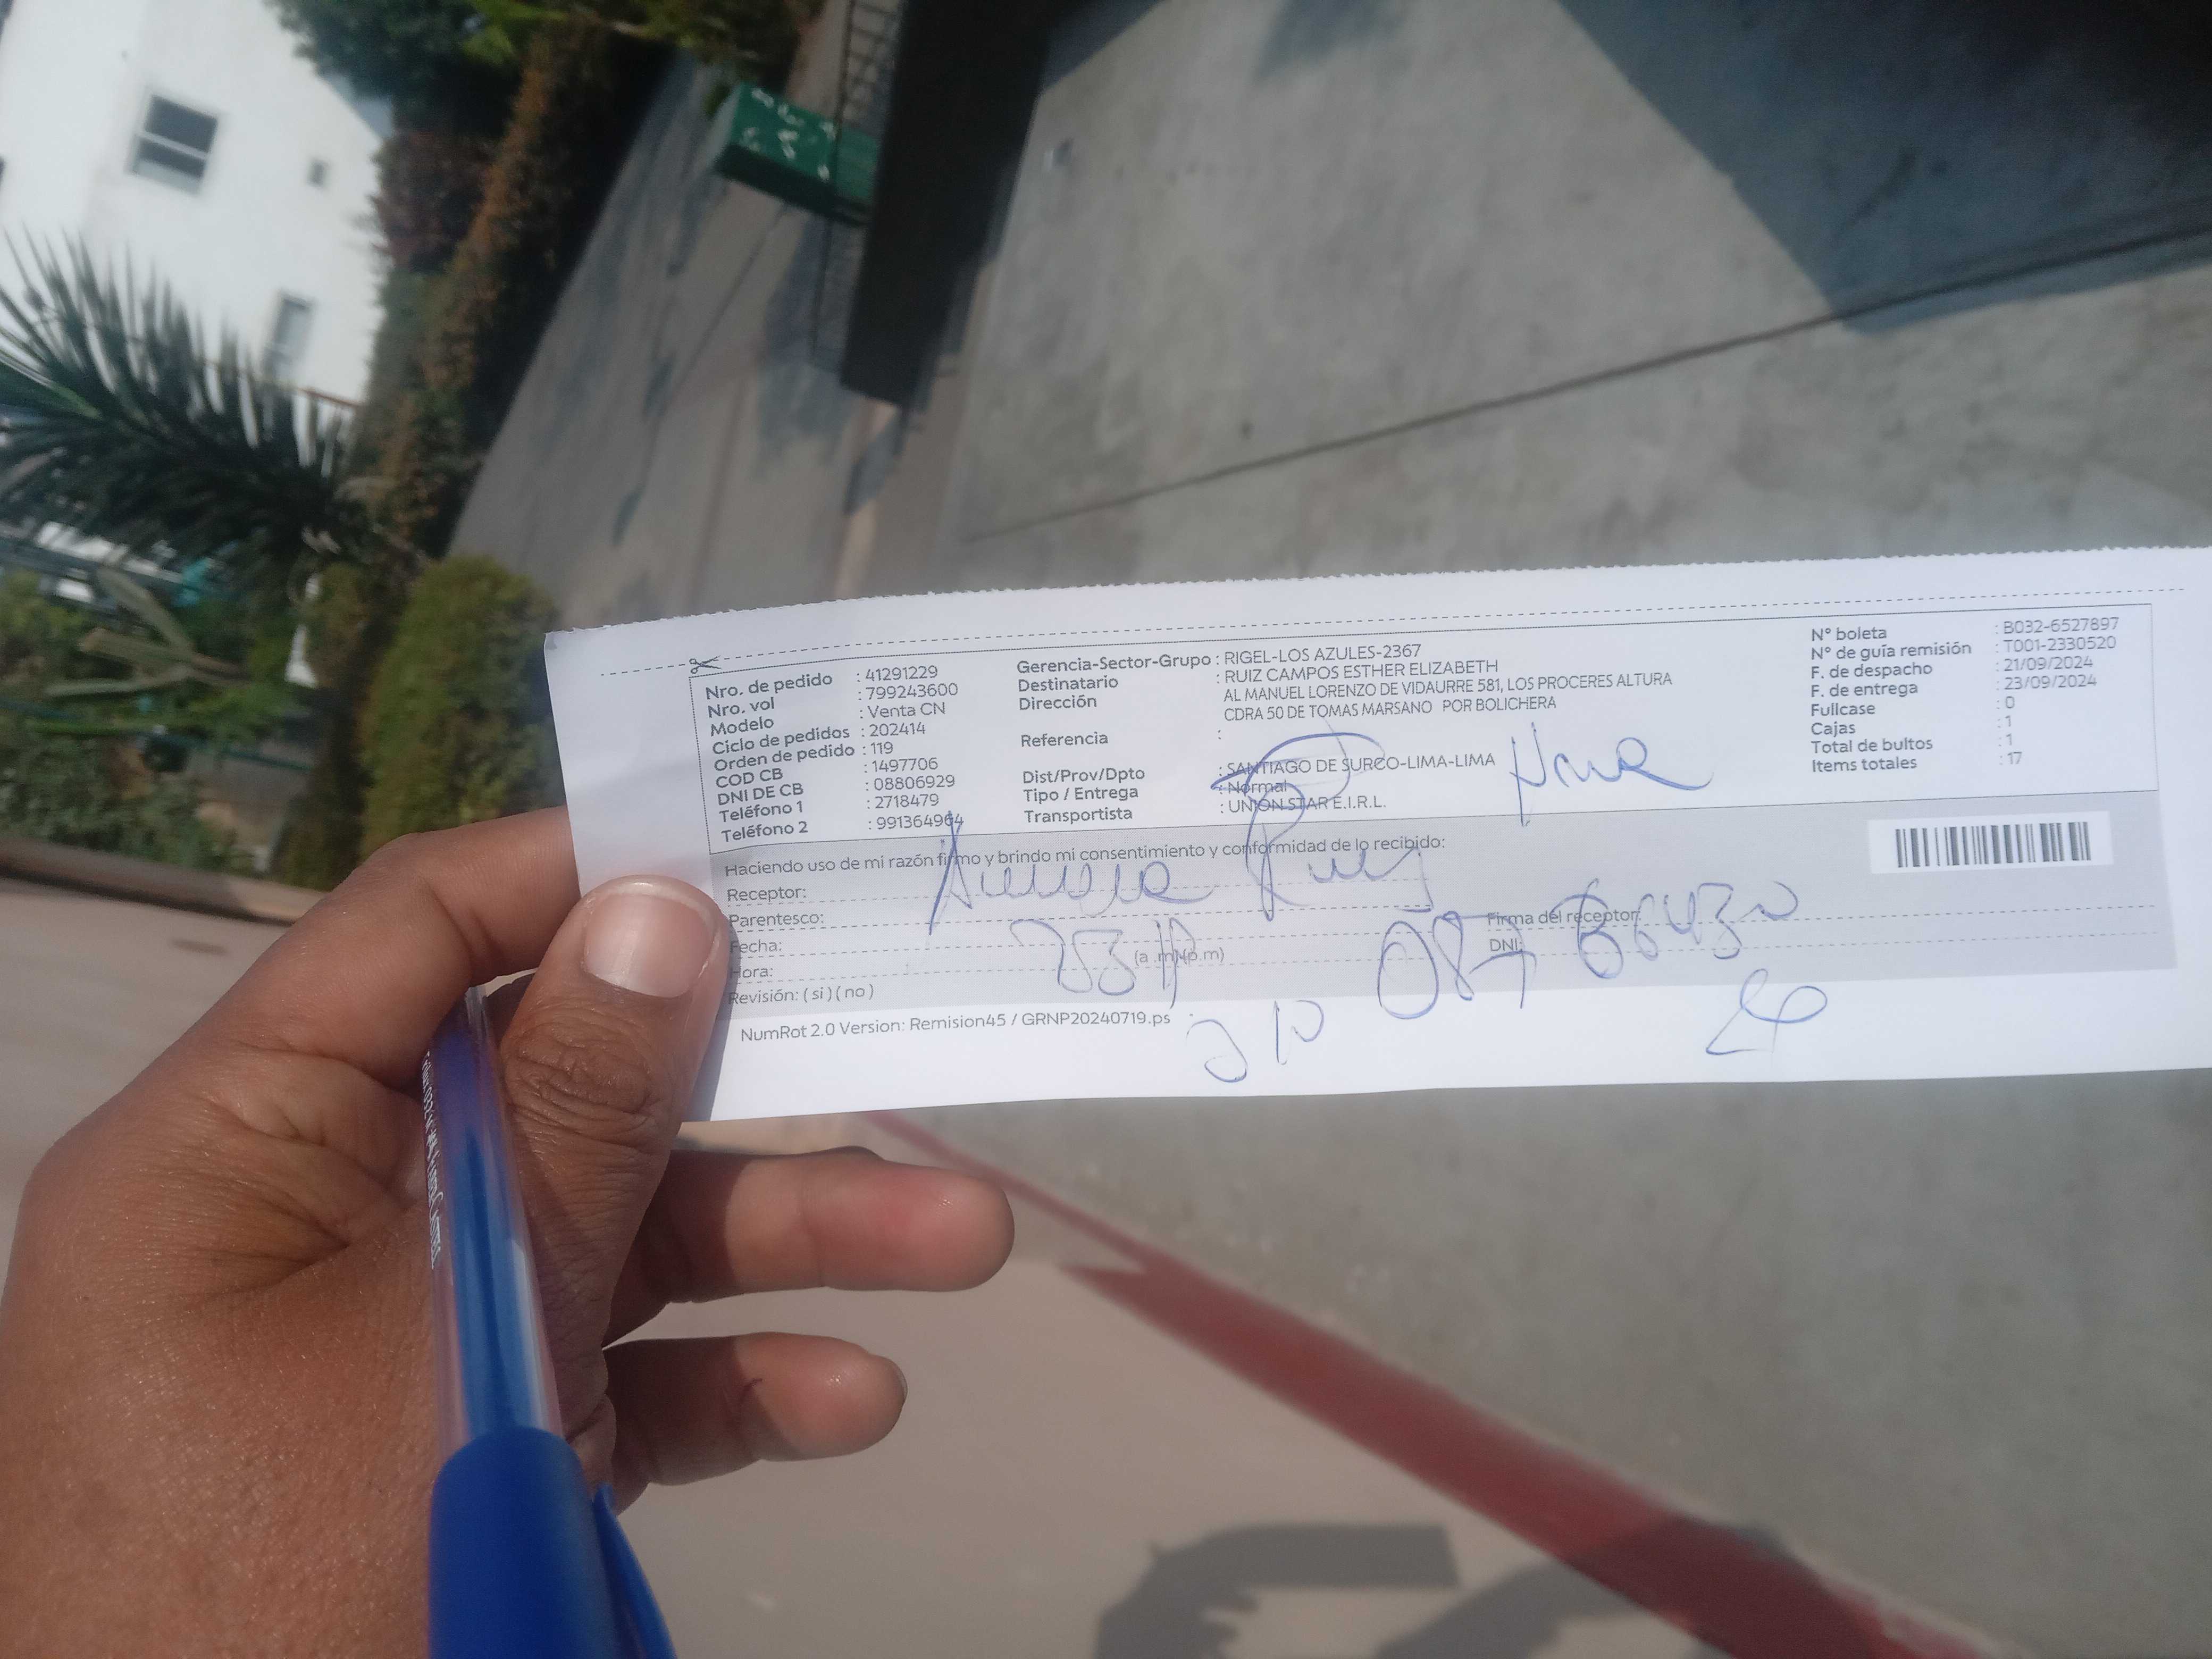 Nro. de pedido : 41291229
Nro. vol : 799243600
Modelo : Venta CN
Ciclo de pedidos : 202414
Orden de pedido : 119
COD CB : 1497706
DNI DE CB : 08806929
Teléfono 1 : 2718479
Teléfono 2 : 991364964
Gerencia-Sector-Grupo : RIGEL-LOS AZULES-2367
Destinatario : RUIZ CAMPOS ESTHER ELIZABETH
Dirección AL MANUEL LORENZO DE VIDAURRE 581, LOS PROCERES ALTURA
CDRA 50 DE TOMAS MARSANO POR BOLICHERA
Referencia :
Dist/Prov/Dpto : SANTIAGO DE SURCO-LIMA-LIMA
Tipo / Entrega : Normal
Transportista : UNION STAR E.I.R.L.
N° boleta : B032-6527897
N° de guía remisión : T001-2330520
F. de despacho : 21/09/2024
F. de entrega : 23/09/2024
Fullcase : 0
Cajas : 1
Total de bultos : 1
Items totales : 17
Haciendo uso de mi razón firmo y brindo mi consentimiento y conformidad de lo recibido:
Receptor:
Parentesco:
Firma del receptor:
Fecha:
DNI:
Hora: (a .m) (p.m)
Revisión: ( si ) ( no )
NumRot 2.0 Version: Remision45 / GRNP20240719.ps